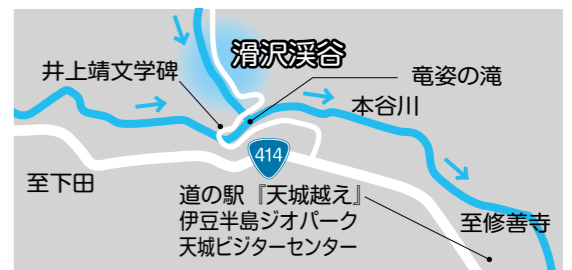 滑沢渓谷
井上靖文学碑
竜姿の滝
本谷川
414
至下田
道の駅『天城越え』
伊豆半島ジオパーク
天城ビジターセンター
至修善寺